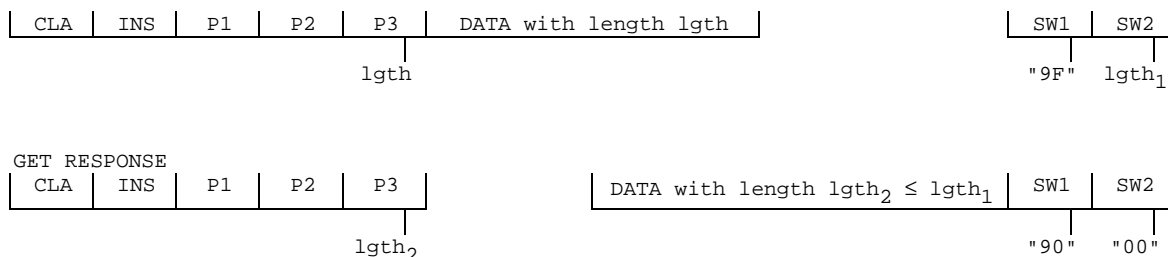 CLA INS P1 P2 P3 DATA with length lgth SW1 SW2
lgth "9F" lgth1
GET RESPONSE
CLA INS P1 P2 P3 DATA with length lgth2 ≤ lgth1 SW1 SW2
lgth2 "90" "00"